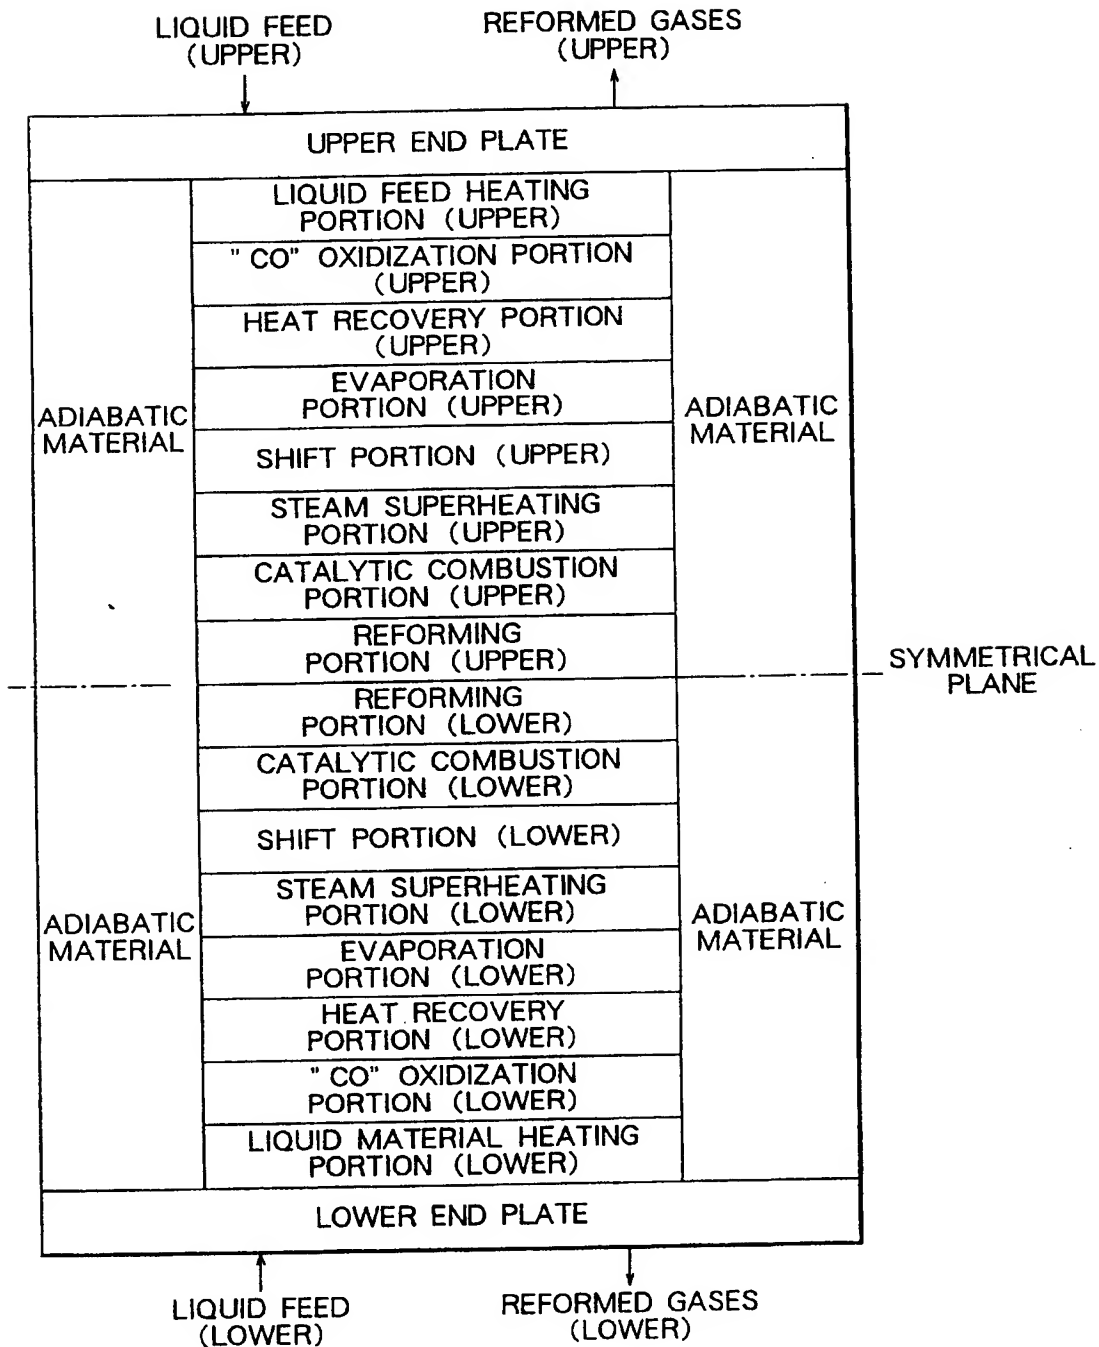 LIQUID FEED
(UPPER)
REFORMED GASES
(UPPER)
UPPER END PLATE
LIQUID FEED HEATING
PORTION (UPPER)
" CO" OXIDIZATION PORTION
(UPPER)
HEAT RECOVERY PORTION
(UPPER)
EVAPORATION
PORTION (UPPER)
ADIABATIC
MATERIAL
ADIABATIC
MATERIAL
SHIFT PORTION (UPPER)
STEAM SUPERHEATING
PORTION (UPPER)
CATALYTIC COMBUSTION
PORTION (UPPER)
REFORMING
PORTION (UPPER)
SYMMETRICAL
PLANE
REFORMING
PORTION (LOWER)
CATALYTIC COMBUSTION
PORTION (LOWER)
SHIFT PORTION (LOWER)
STEAM SUPERHEATING
PORTION (LOWER)
ADIABATIC
MATERIAL
ADIABATIC
MATERIAL
EVAPORATION
PORTION (LOWER)
HEAT RECOVERY
PORTION (LOWER)
" CO" OXIDIZATION
PORTION (LOWER)
LIQUID MATERIAL HEATING
PORTION (LOWER)
LOWER END PLATE
LIQUID FEED
(LOWER)
REFORMED GASES
(LOWER)